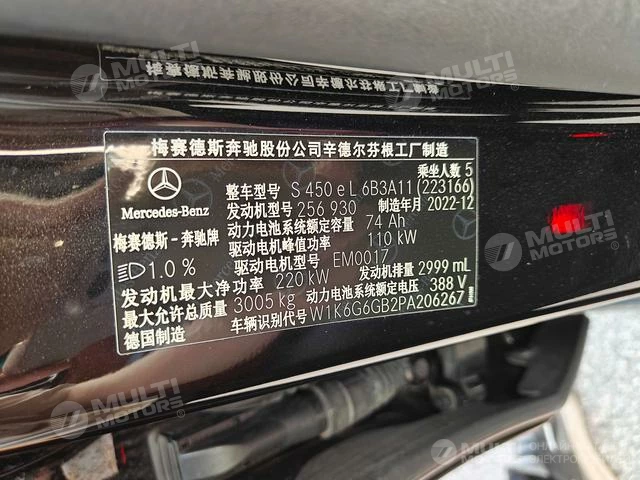 梅赛德斯奔驰股份公司辛德尔芬根工厂制造
乘坐人数 5
整车型号 S 450 e L 6B3A11 (223166)
Mercedes-Benz
发动机型号 256 930 制造年月 2022-12
动力电池系统额定容量 74 Ah
梅赛德斯-奔驰牌 驱动电机峰值功率 110 kW
1.0 % 驱动电机型号 EM0017
发动机最大净功率 220 kW 发动机排量 2999 mL
最大允许总质量 3005 kg 动力电池系统额定电压 388 V
德国制造 车辆识别代号 W1K6G6GB2PA206267
MULTI MOTORS®
MULTI MOTORS®
MULTI MOTORS®
MULTI MOTORS®
MULTI